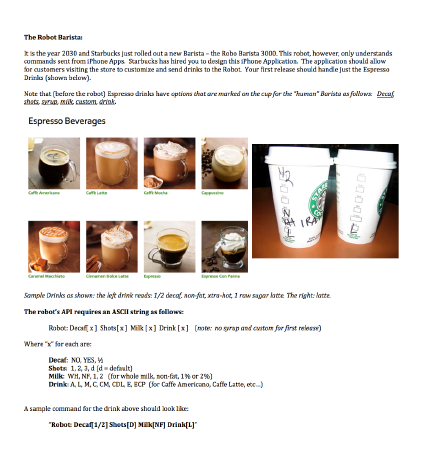 The Robot Barista:
It is the year 2030 and Starbucks just rolled out a new Barista – the Robo Barista 3000. This robot, however, only understands
commands sent from iPhone Apps. Starbucks has hired you to design this iPhone Application. The application should allow
for customers visiting the store to customize and send drinks to the Robot. Your first release should handle just the Espresso
Drinks (shown below).
Note that (before the robot) Espresso drinks have options that are marked on the cup for the "human" Barista as follows: Decaf,
shots, syrup, milk, custom, drink.
Espresso Beverages
Caffè Americano
Caffè Latte
Caffè Mocha
Cappuccino
Caramel Macchiato
Cinnamon Dolce Latte
Espresso
Espresso Con Panna
1/2
N
Sample Drinks as shown: the left drink reads: 1/2 decaf, non-fat, xtra-hot, 1 raw sugar latte. The right: latte.
The robot's API requires an ASCII string as follows:
Robot: Decaf[ x ] Shots[x ] Milk [ x ] Drink [ x] (note: no syrup and custom for first release)
Where "x" for each are:
Decaf: NO, YES, ½
Shots: 1, 2, 3, d (d = default)
Milk: WH, NF, 1, 2 (for whole milk, non-fat, 1% or 2%)
Drink: A, L, M, C, CM, CDL, E, ECP (for Caffe Americano, Caffe Latte, etc...)
A sample command for the drink above should look like:
"Robot: Decaf[1/2] Shots[D] Milk[NF] Drink[L]"